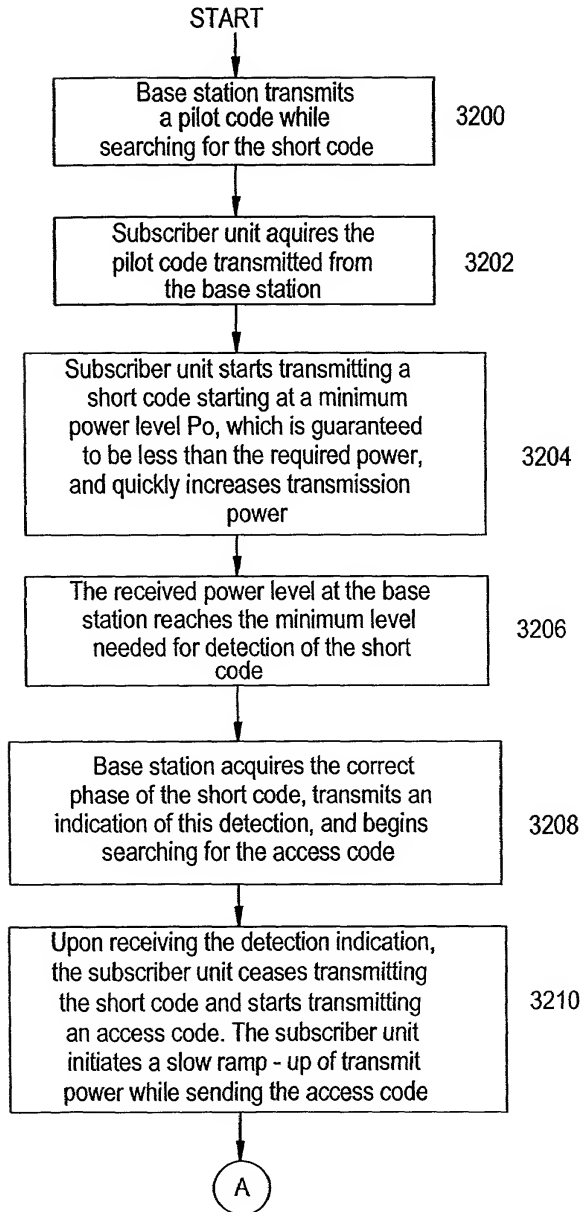 START
Base station transmits
a pilot code while
searching for the short code
3200
Subscriber unit aquires the
pilot code transmitted from
the base station
3202
Subscriber unit starts transmitting a
short code starting at a minimum
power level Po, which is guaranteed
to be less than the required power,
and quickly increases transmission
power
3204
The received power level at the base
station reaches the minimum level
needed for detection of the short
code
3206
Base station acquires the correct
phase of the short code, transmits an
indication of this detection, and begins
searching for the access code
3208
Upon receiving the detection indication,
the subscriber unit ceases transmitting
the short code and starts transmitting
an access code. The subscriber unit
initiates a slow ramp - up of transmit
power while sending the access code
3210
A